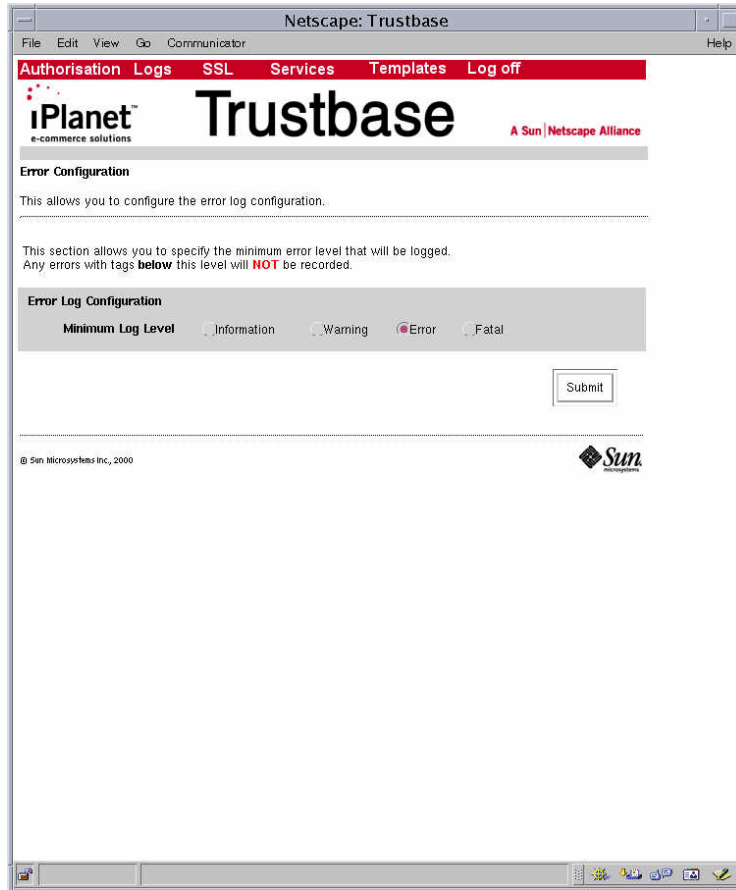 Netscape: Trustbase
File Edit View Go Communicator Help
Authorisation Logs SSL Services Templates Log off
iPlanet™
e-commerce solutions
Trustbase
A Sun|Netscape Alliance
Error Configuration
This allows you to configure the error log configuration.
This section allows you to specify the minimum error level that will be logged.
Any errors with tags below this level will NOT be recorded.
Error Log Configuration
Minimum Log Level Information Warning Error Fatal
Submit
© Sun Microsystems Inc., 2000
Sun
microsystems